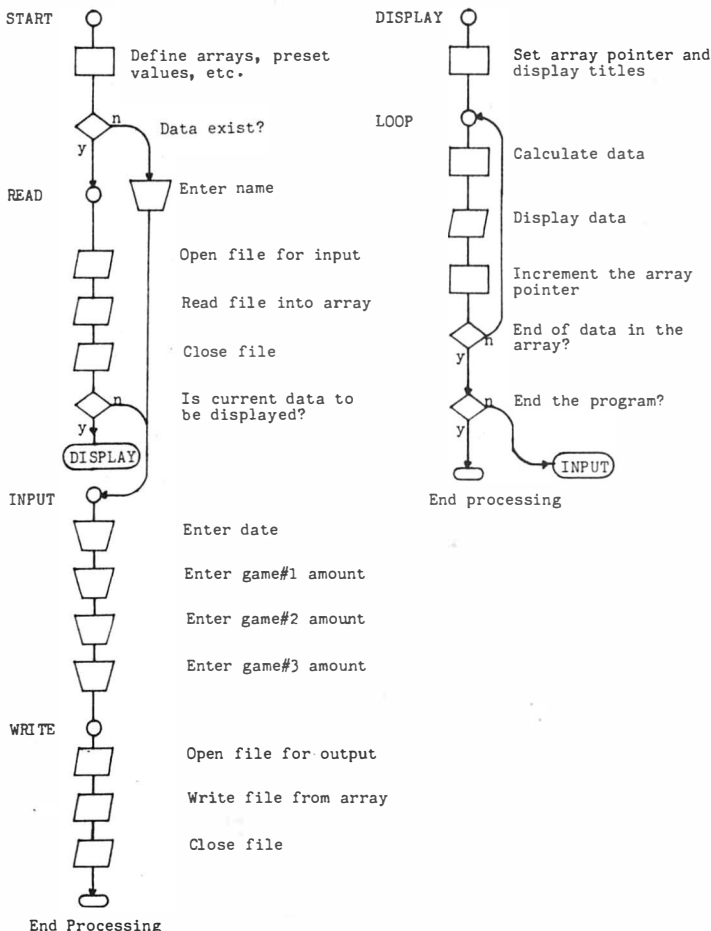 START
Define arrays, preset
values, etc.
n
Data exist?
y
Enter name
READ
Open file for input
Read file into array
Close file
n
Is current data to
be displayed?
y
DISPLAY
INPUT
Enter date
Enter game#1 amount
Enter game#2 amount
Enter game#3 amount
WRITE
Open file for output
Write file from array
Close file
End Processing
DISPLAY
Set array pointer and
display titles
LOOP
Calculate data
Display data
Increment the array
pointer
n
End of data in the
array?
y
n
End the program?
y
INPUT
End processing